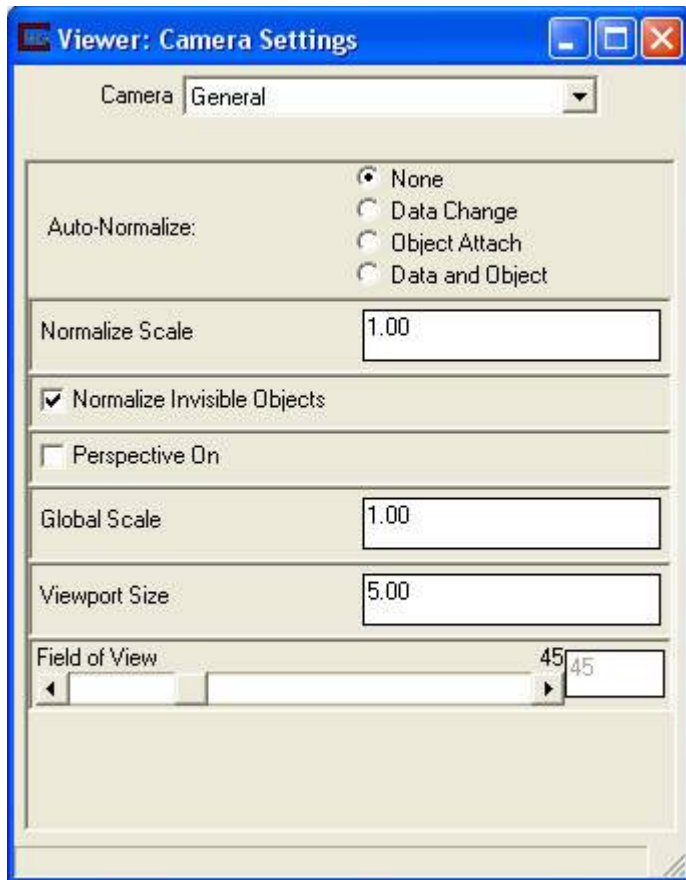 Viewer: Camera Settings
Camera General
None
Data Change
Auto-Normalize:
Object Attach
Data and Object
Normalize Scale 1.00
Normalize Invisible Objects
Perspective On
Global Scale 1.00
Viewport Size 5.00
Field of View 45 45